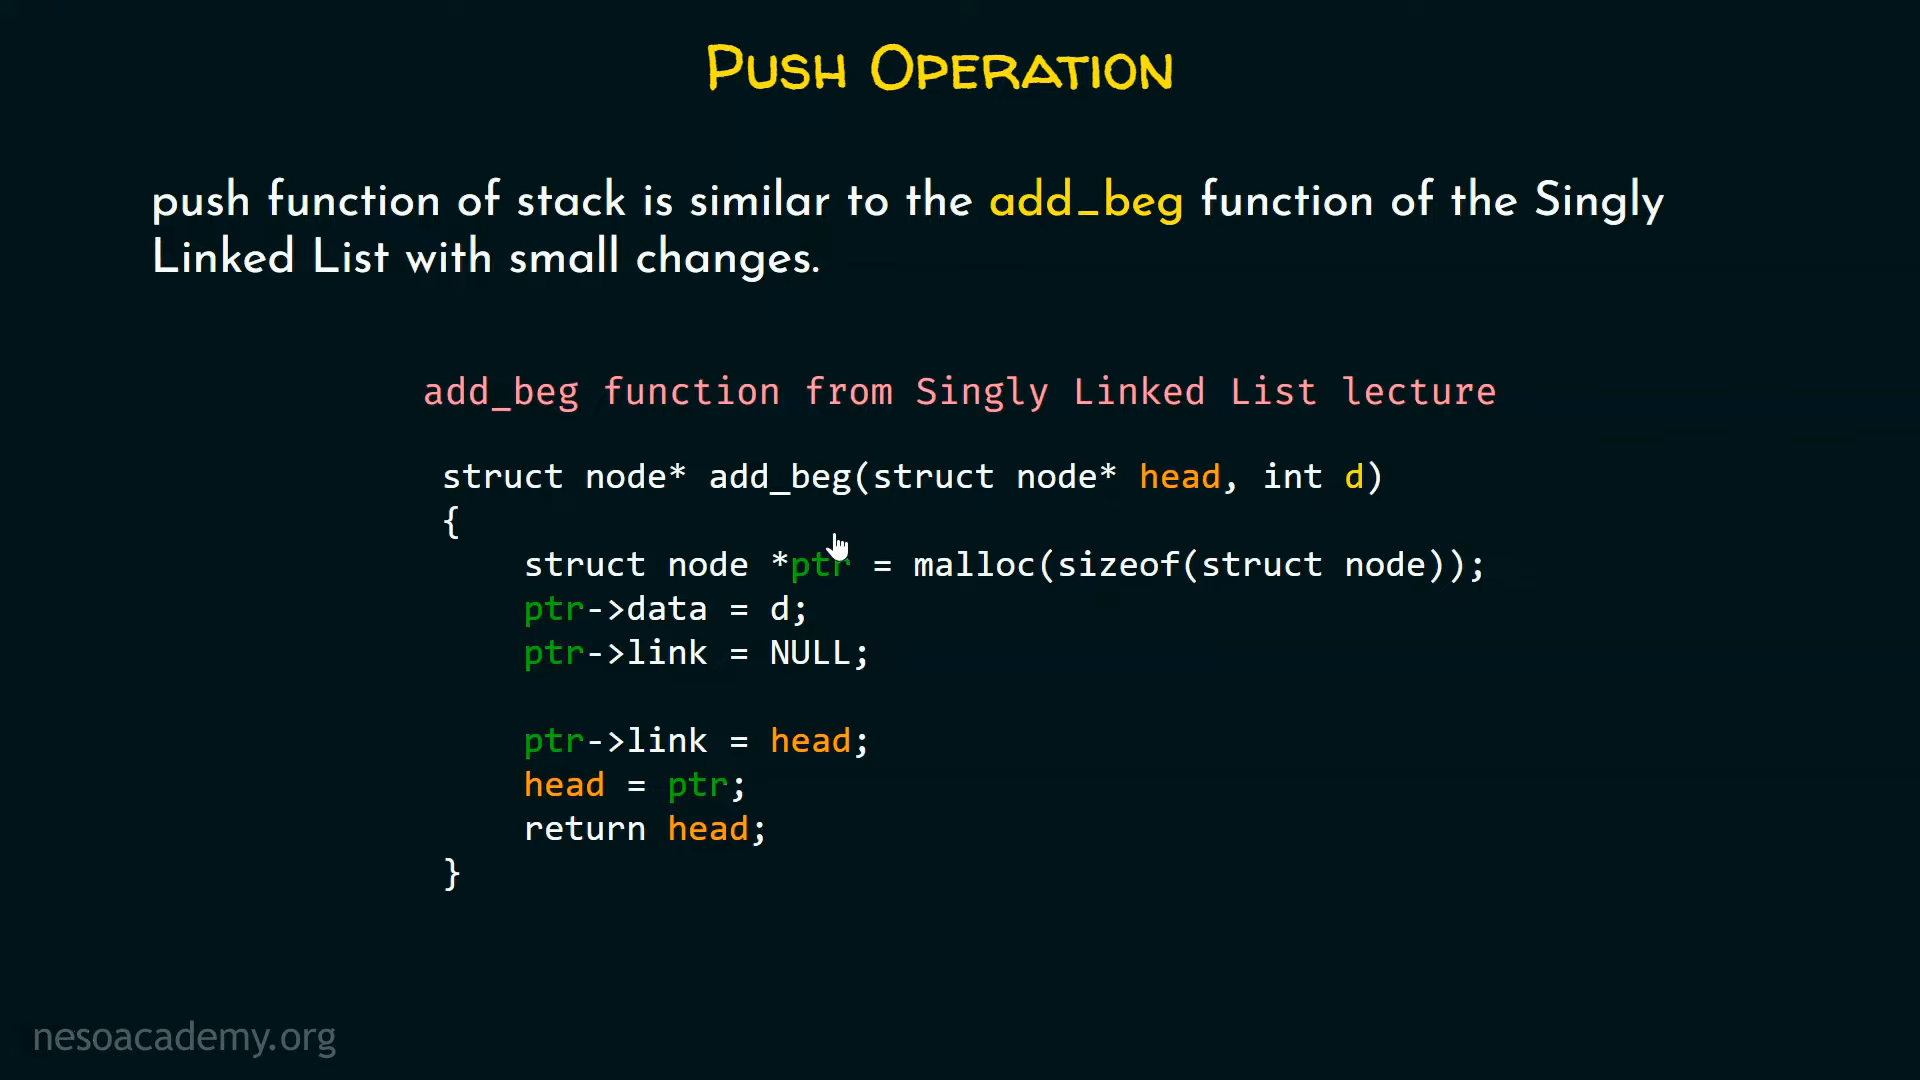 PUSH OPERATION
push function of stack is similar to the add_beg function of the Singly
Linked List with small changes.
add_beg function from Singly Linked List lecture
struct node* add_beg(struct node* head, int d)
{
struct node *ptr = malloc(sizeof(struct node));
ptr->data = d;
ptr->link = NULL;
ptr->link = head;
head = ptr;
return head;
}
nesoacademy.org